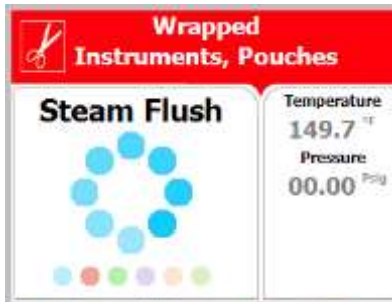 Wrapped
Instruments, Pouches
Steam Flush
Temperature
149.7 °F
Pressure
00.00 Psig